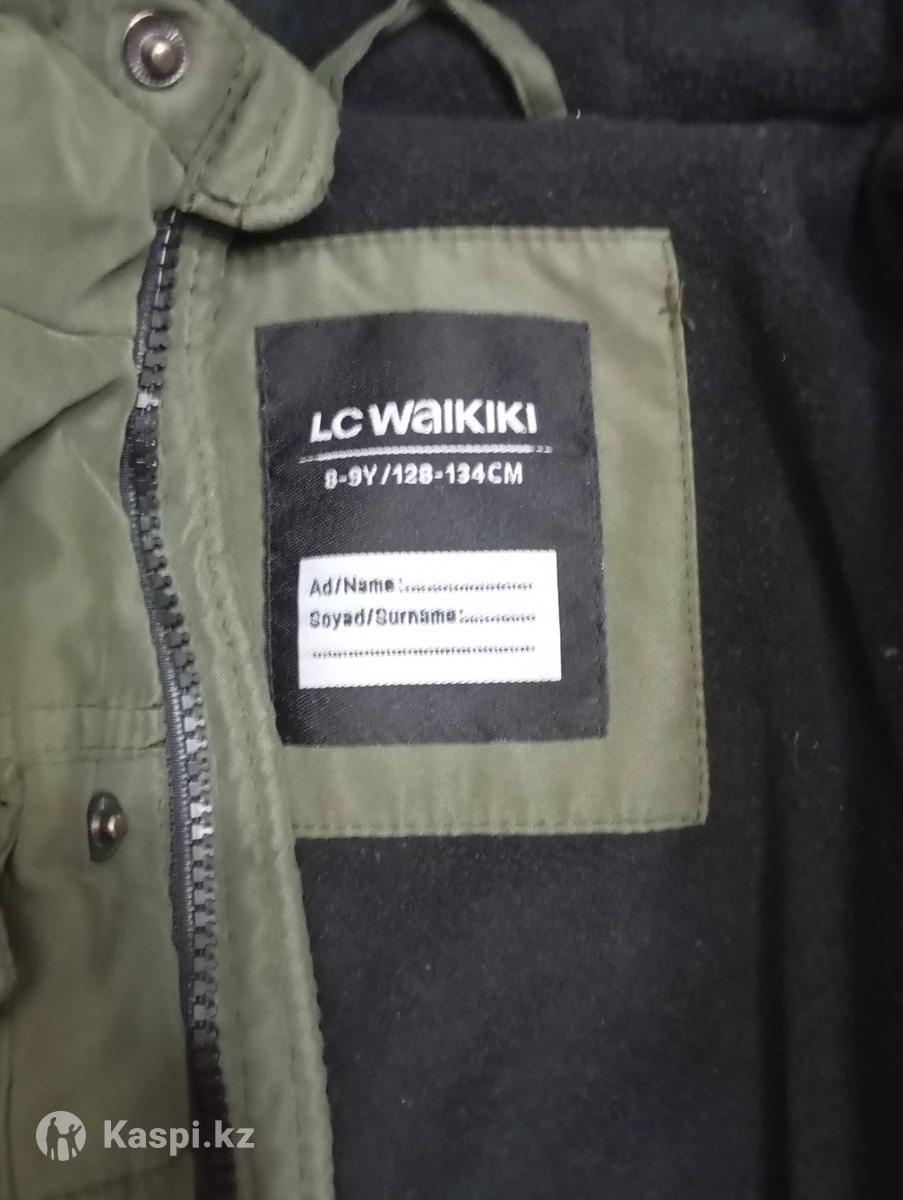 LC WAIKIKI
8-9Y/128-134CM
Ad/Name:
Soyad/Surname:
Kaspi.kz